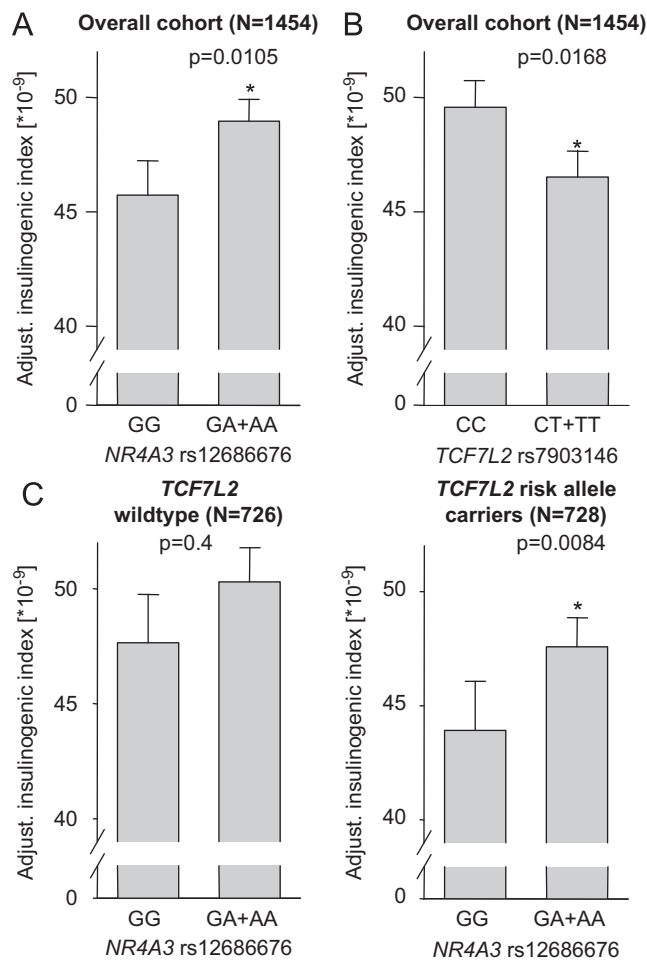 A
Overall cohort (N=1454)
p=0.0105
*
Adjust. insulinogenic index [*10-9]
50
45
40
0
GG GA+AA
NR4A3 rs12686676
B
Overall cohort (N=1454)
p=0.0168
*
Adjust. insulinogenic index [*10-9]
50
45
40
0
CC CT+TT
TCF7L2 rs7903146
C
TCF7L2
wildtype (N=726)
p=0.4
Adjust. insulinogenic index [*10-9]
50
45
40
0
GG GA+AA
NR4A3 rs12686676
TCF7L2 risk allele
carriers (N=728)
p=0.0084
*
Adjust. insulinogenic index [*10-9]
50
45
40
0
GG GA+AA
NR4A3 rs12686676